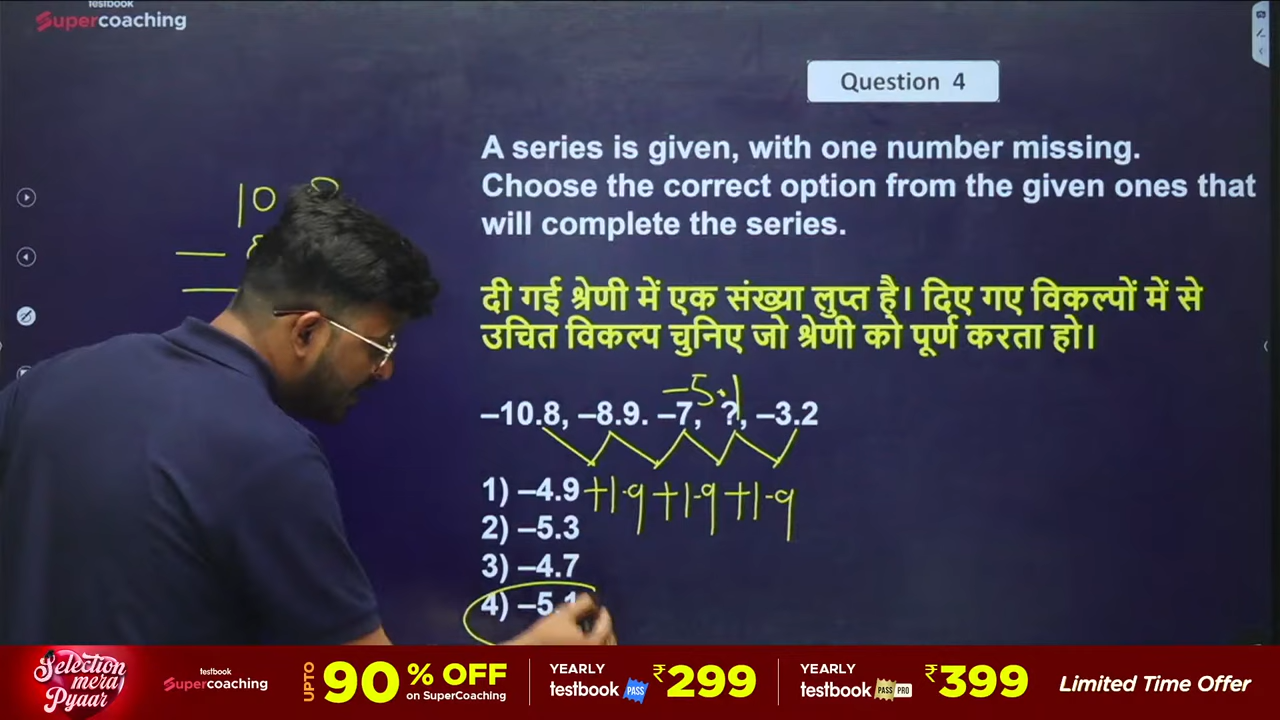 testbook
Supercoaching
Question 4
A series is given, with one number missing.
Choose the correct option from the given ones that
will complete the series.
10
दी गई श्रेणी में एक संख्या लुप्त है। दिए गए विकल्पों में से
उचित विकल्प चुनिए जो श्रेणी को पूर्ण करता हो।
-5.1
–10.8, –8.9. –7, ?, –3.2
1) –4.9
+1.9 +1.9 +1.9
2) –5.3
3) –4.7
4) –5.1
Selection mera Pyaar
testbook Supercoaching
UPTO 90% OFF on SuperCoaching
YEARLY testbook PASS ₹299
YEARLY testbook PASS PRO ₹399
Limited Time Offer